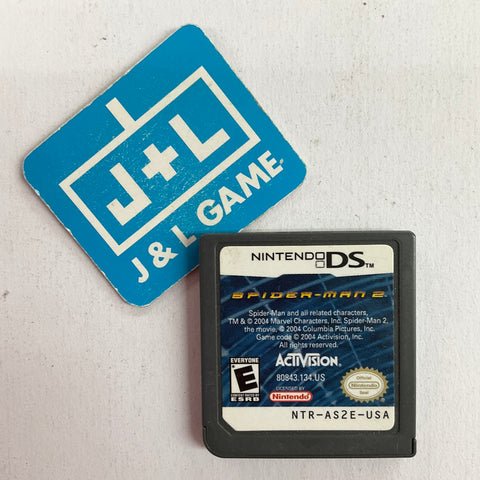 J+L
J & L GAME
NINTENDO DS TM
SPIDER-MAN 2
Spider-Man and all related characters,
TM & © 2004 Marvel Characters, Inc. Spider-Man 2,
the movie, © 2004 Columbia Pictures, Inc.
Game code © 2004 Activision, Inc.
All rights reserved.
EVERYONE
E
CONTENT RATED BY
ESRB
ACTIVISION
80843.134.US
LICENSED BY
Nintendo
Official
Nintendo
Seal
NTR-AS2E-USA